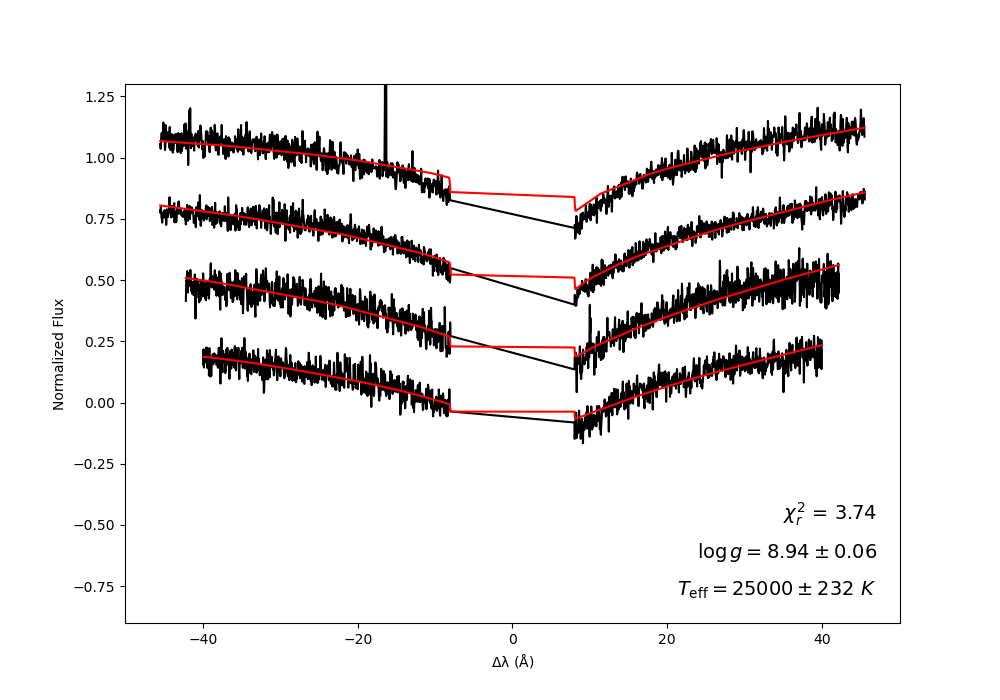 1.25
1.00
0.75
0.50
0.25
0.00
−0.25
−0.50
−0.75
Normalized Flux
χ²ᵣ = 3.74
log g = 8.94 ± 0.06
T_eff = 25000 ± 232 K
−40 −20 0 20 40
Δλ (Å)